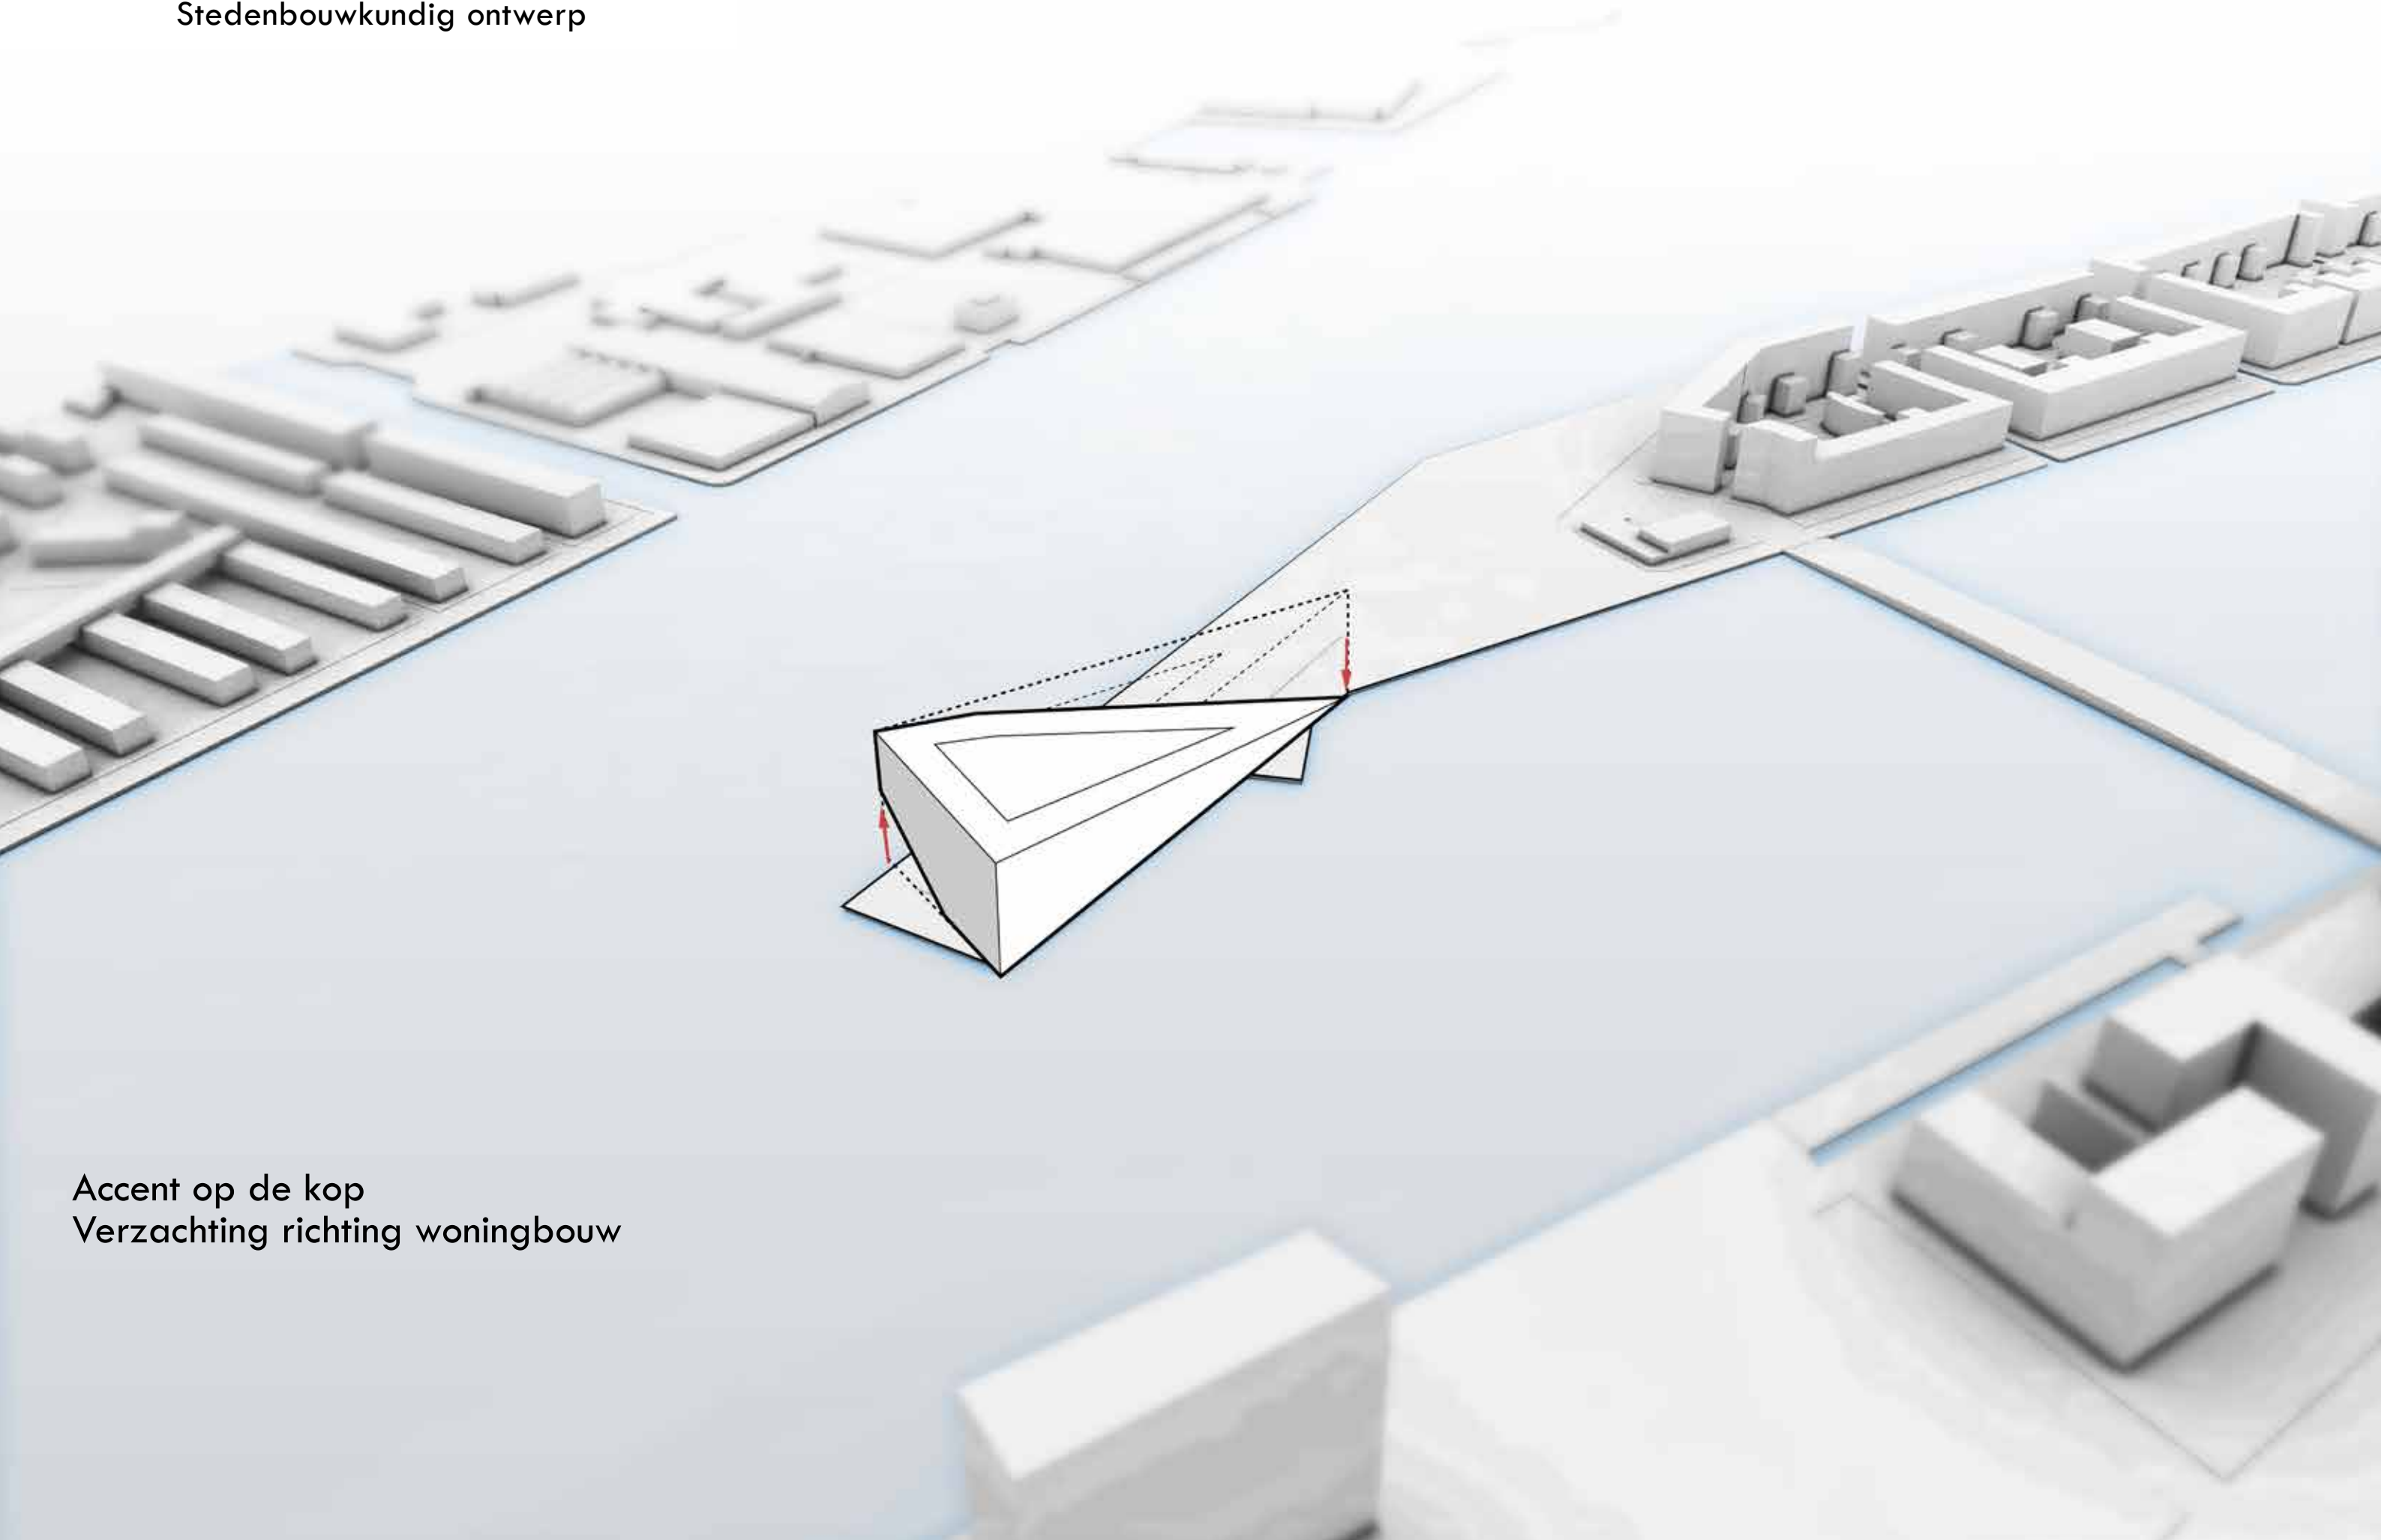 Stedenbouwkundig ontwerp
Accent op de kop
Verzachting richting woningbouw